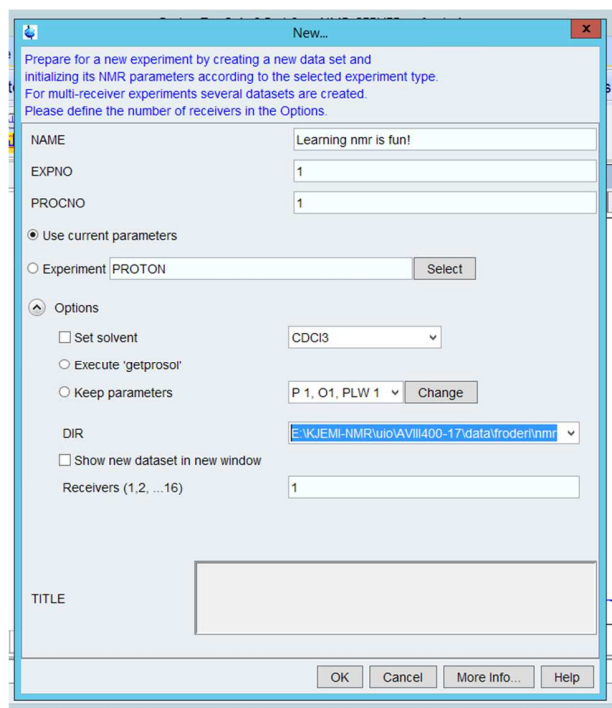 New...
x
Prepare for a new experiment by creating a new data set and
initializing its NMR parameters according to the selected experiment type.
For multi-receiver experiments several datasets are created.
Please define the number of receivers in the Options.
NAME Learning nmr is fun!
EXPNO 1
PROCNO 1
Use current parameters
Experiment PROTON Select
Options
Set solvent CDCl3
Execute 'getprosol'
Keep parameters P 1, O1, PLW 1 Change
DIR E:\KJEMI-NMR\uio\AVIII400-17\data\froderi\nmr
Show new dataset in new window
Receivers (1,2, ...16) 1
TITLE
OK Cancel More Info... Help